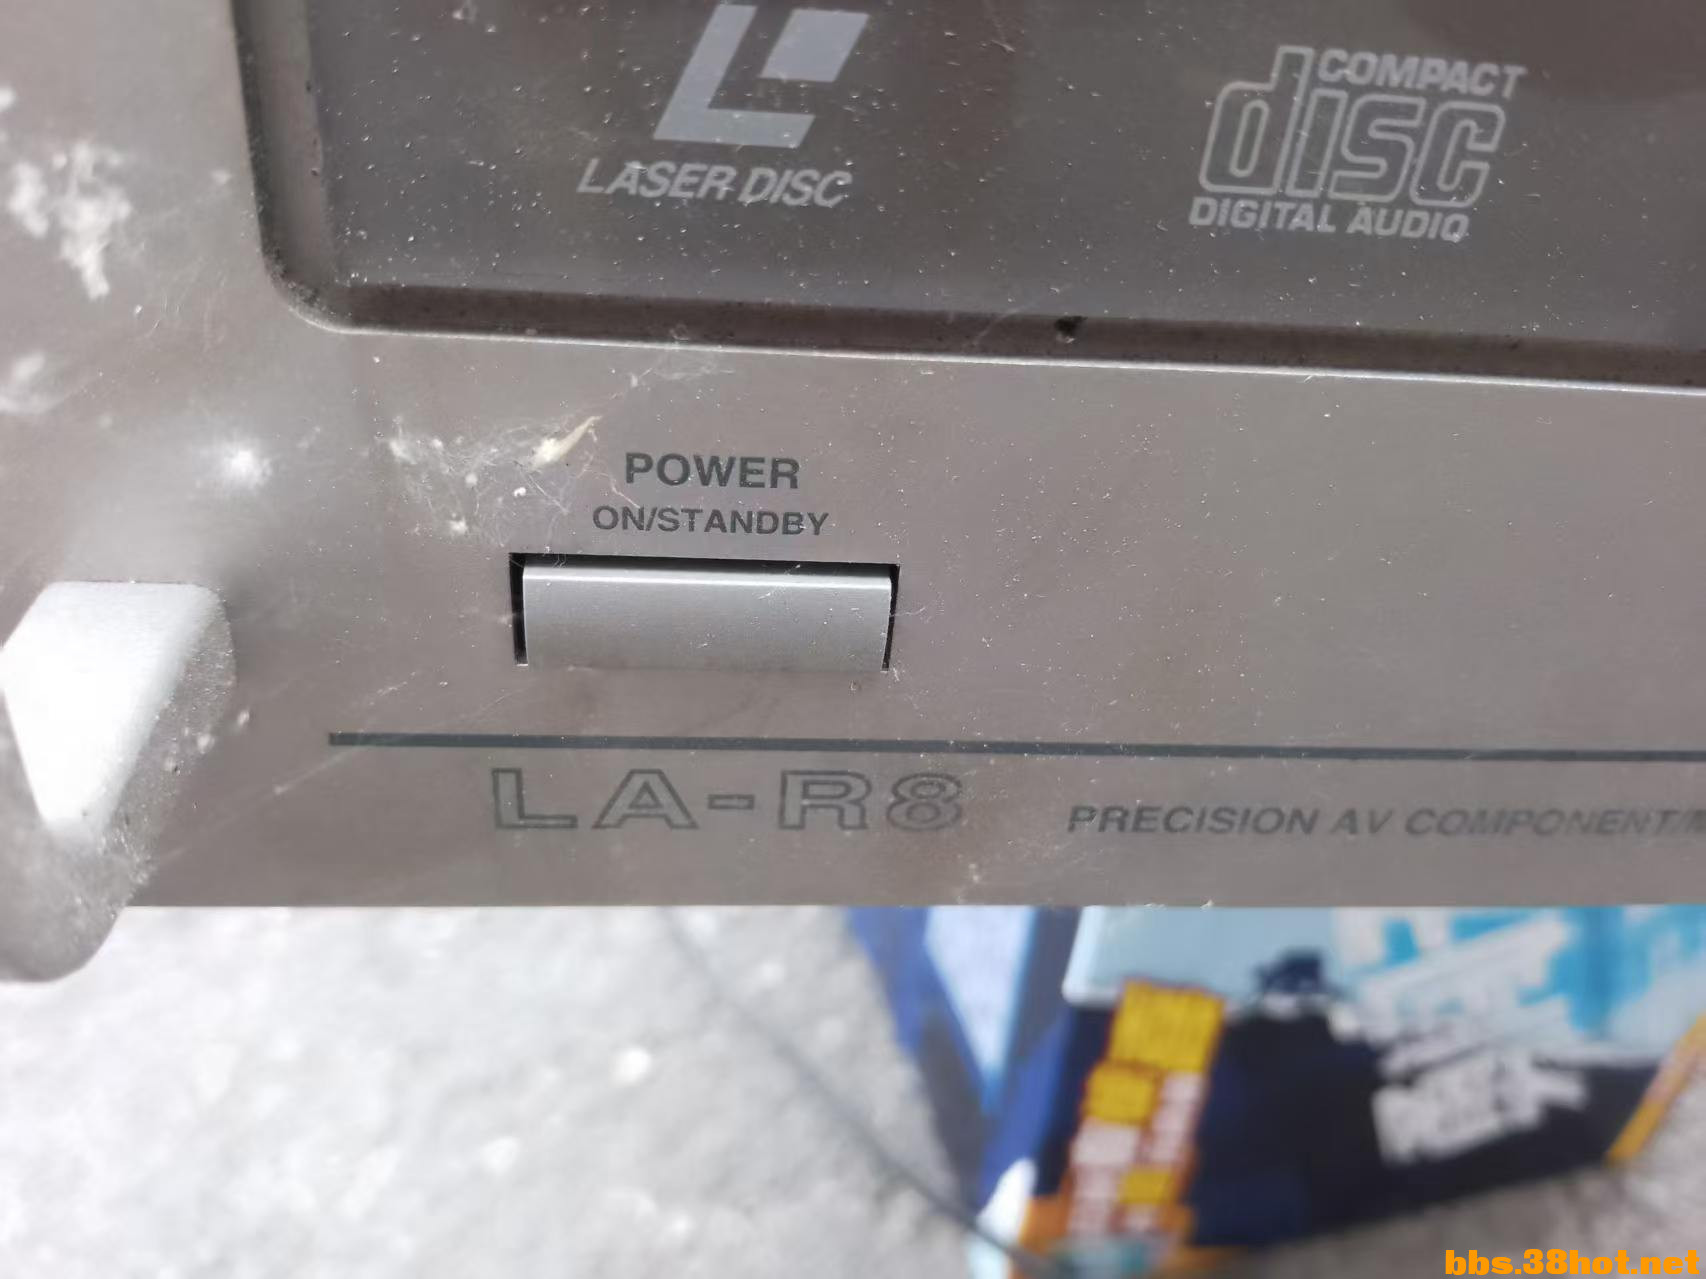 LASER DISC
COMPACT
disc
DIGITAL AUDIO
POWER
ON/STANDBY
LA-R8
PRECISION AV COMPONENT/
bbs.38hot.net